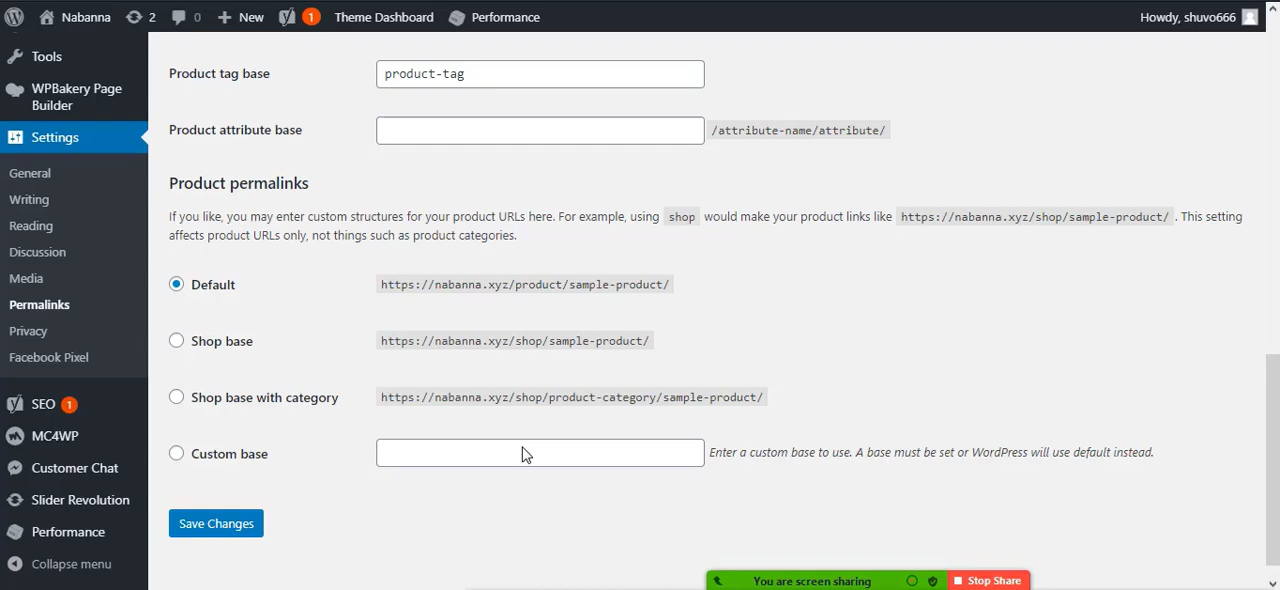 Nabanna 2 0 New 1 Theme Dashboard Performance Howdy, shuvo666
Tools
WPBakery Page
Builder
Settings
General
Writing
Reading
Discussion
Media
Permalinks
Privacy
Facebook Pixel
SEO 1
MC4WP
Customer Chat
Slider Revolution
Performance
Collapse menu
Product tag base product-tag
Product attribute base /attribute-name/attribute/
Product permalinks
If you like, you may enter custom structures for your product URLs here. For example, using shop would make your product links like https://nabanna.xyz/shop/sample-product/ . This setting
affects product URLs only, not things such as product categories.
Default https://nabanna.xyz/product/sample-product/
Shop base https://nabanna.xyz/shop/sample-product/
Shop base with category https://nabanna.xyz/shop/product-category/sample-product/
Custom base Enter a custom base to use. A base must be set or WordPress will use default instead.
Save Changes
You are screen sharing Stop Share